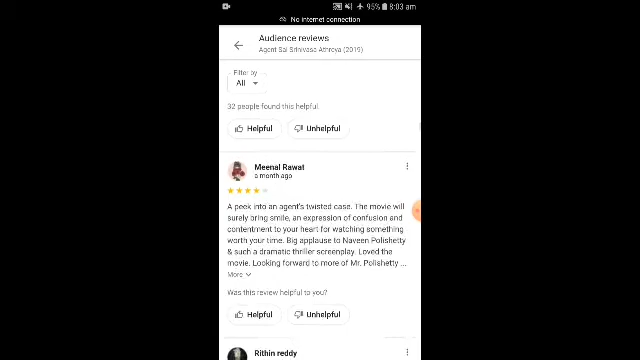 95% 8:03 am
No internet connection
Audience reviews
Agent Sai Srinivasa Athreya (2019)
Filter by
All
32 people found this helpful.
Helpful Unhelpful
Meenal Rawat
a month ago
A peek into an agent's twisted case. The movie will
surely bring smile, an expression of confusion and
contentment to your heart for watching something
worth your time. Big applause to Naveen Polishetty
& such a dramatic thriller screenplay. Loved the
movie. Looking forward to more of Mr. Polishetty ...
More
Was this review helpful to you?
Helpful Unhelpful
Rithin reddy